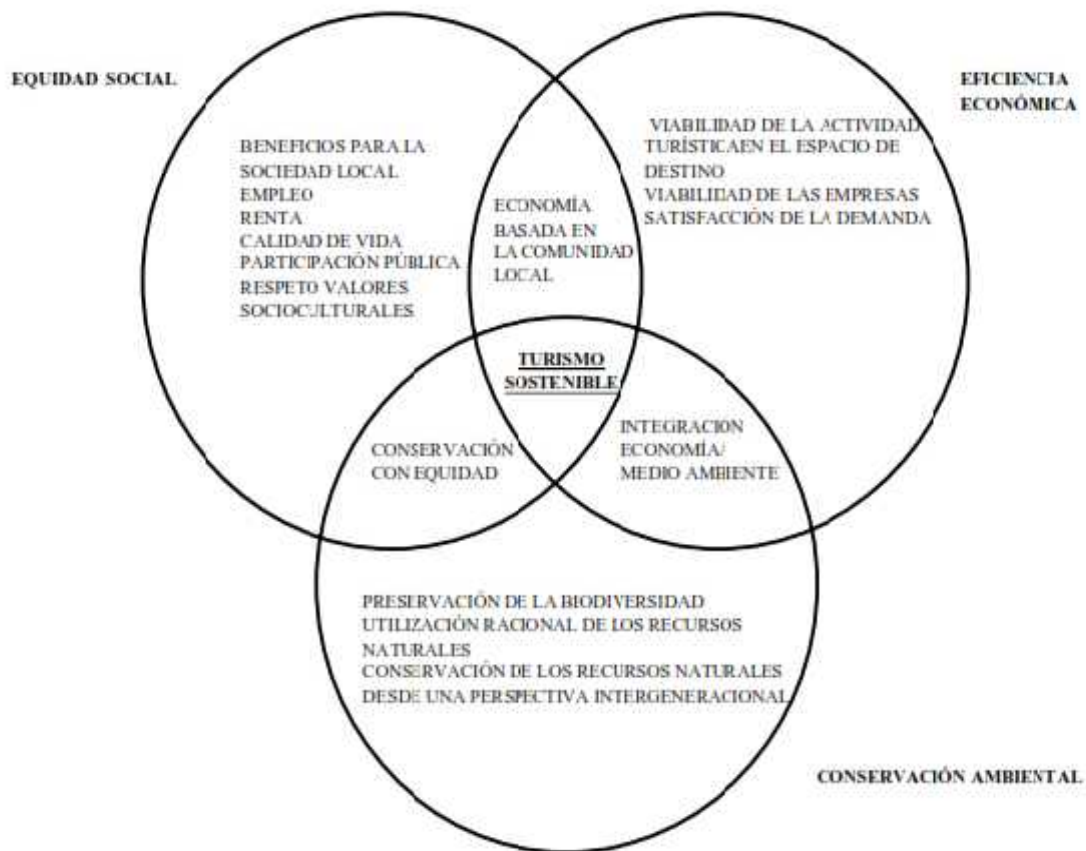 EQUIDAD SOCIAL
EFICIENCIA
ECONÓMICA
BENEFICIOS PARA LA
SOCIEDAD LOCAL
EMPLEO
RENTA
CALIDAD DE VIDA
PARTICIPACIÓN PÚBLICA
RESPETO VALORES
SOCIOCULTURALES
ECONOMÍA
BASADA EN
LA COMUNIDAD
LOCAL
VIABILIDAD DE LA ACTIVIDAD
TURÍSTICAEN EL ESPACIO DE
DESTINO
VIABILIDAD DE LAS EMPRESAS
SATISFACCIÓN DE LA DEMANDA
TURISMO
SOSTENIBLE
CONSERVACIÓN
CON EQUIDAD
INTEGRACION
ECONOMÍA/
MEDIO AMBIENTE
PRESERVACIÓN DE LA BIODIVERSIDAD
UTILIZACIÓN RACIONAL DE LOS RECURSOS
NATURALES
CONSERVACIÓN DE LOS RECURSOS NATURALES
DESDE UNA PERSPECTIVA INTERGENERACIONAL
CONSERVACIÓN AMBIENTAL